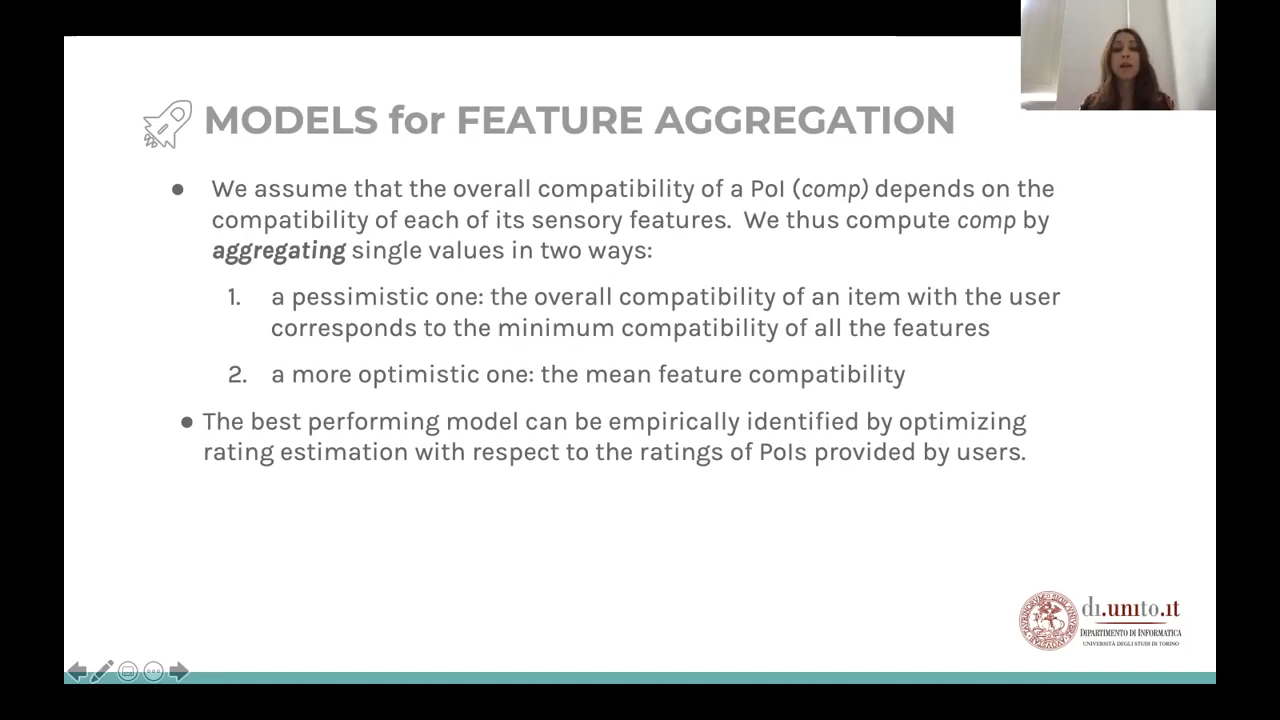 MODELS for FEATURE AGGREGATION
● We assume that the overall compatibility of a PoI (comp) depends on the
compatibility of each of its sensory features. We thus compute comp by
aggregating single values in two ways:
1. a pessimistic one: the overall compatibility of an item with the user
corresponds to the minimum compatibility of all the features
2. a more optimistic one: the mean feature compatibility
● The best performing model can be empirically identified by optimizing
rating estimation with respect to the ratings of PoIs provided by users.
di.unito.it
DIPARTIMENTO DI INFORMATICA
UNIVERSITÀ DEGLI STUDI DI TORINO